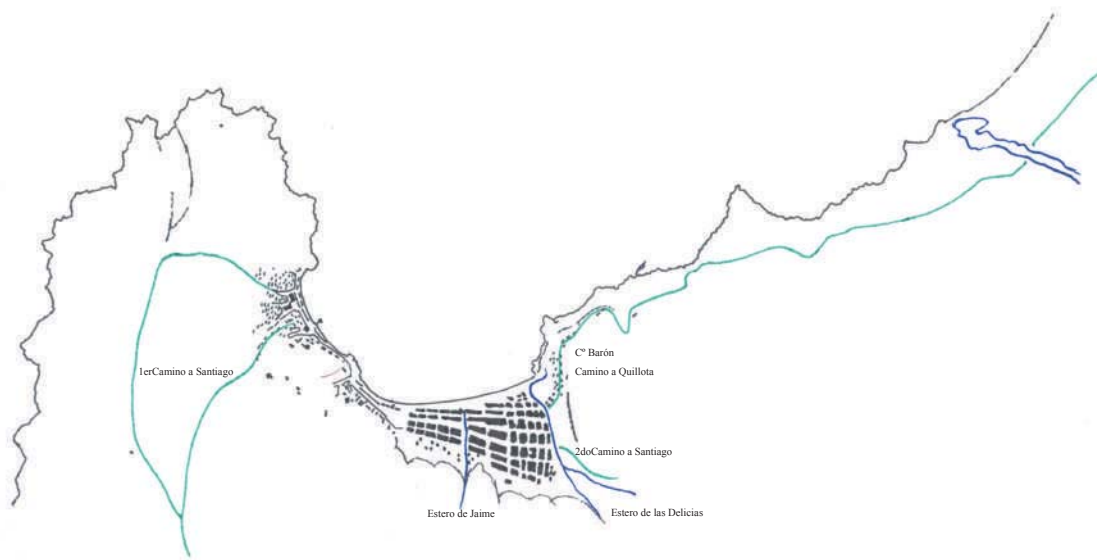 Cº Barón
1erCamino a Santiago
Camino a Quillota
2doCamino a Santiago
Estero de Jaime
Estero de las Delicias